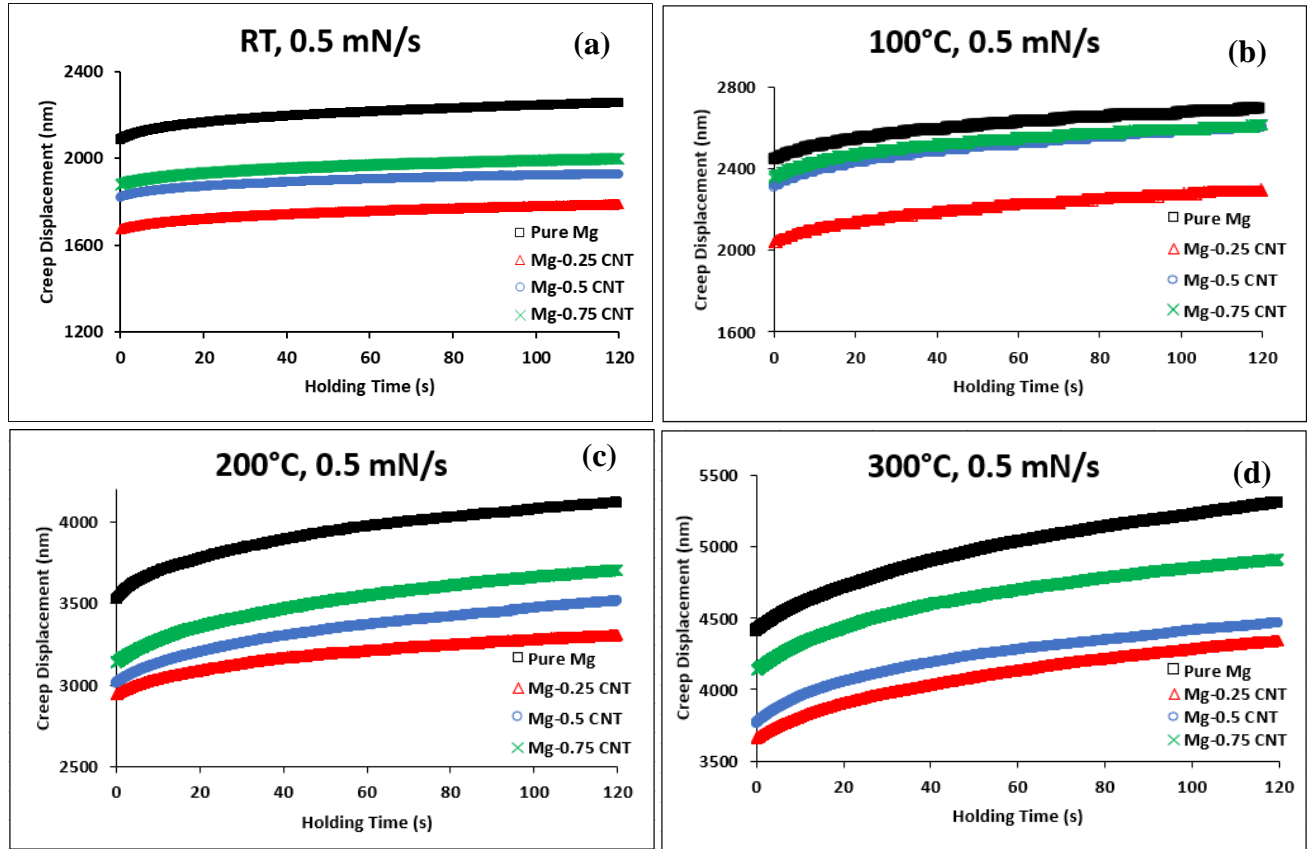 RT, 0.5 mN/s
(a)
2400
2000
1600
1200
Creep Displacement (nm)
Pure Mg
Mg-0.25 CNT
Mg-0.5 CNT
Mg-0.75 CNT
0 20 40 60 80 100 120
Holding Time (s)
100°C, 0.5 mN/s
(b)
2800
2400
2000
1600
Creep Displacement (nm)
Pure Mg
Mg-0.25 CNT
Mg-0.5 CNT
Mg-0.75 CNT
0 20 40 60 80 100 120
Holding Time (s)
200°C, 0.5 mN/s
(c)
4000
3500
3000
2500
Creep Displacement (nm)
Pure Mg
Mg-0.25 CNT
Mg-0.5 CNT
Mg-0.75 CNT
0 20 40 60 80 100 120
Holding Time (s)
300°C, 0.5 mN/s
(d)
5500
5000
4500
4000
3500
Creep Displacement (nm)
Pure Mg
Mg-0.25 CNT
Mg-0.5 CNT
Mg-0.75 CNT
0 20 40 60 80 100 120
Holding Time (s)